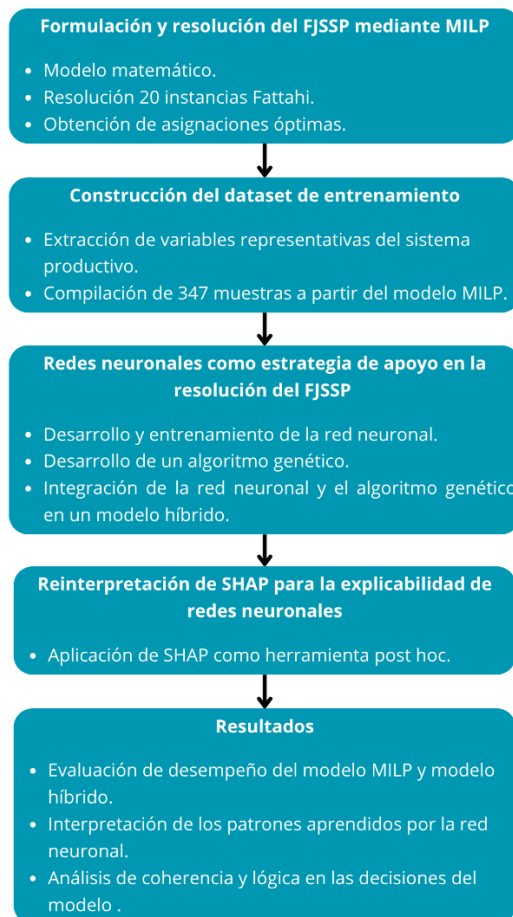 Formulación y resolución del FJSSP mediante MILP
• Modelo matemático.
• Resolución 20 instancias Fattahi.
• Obtención de asignaciones óptimas.
Construcción del dataset de entrenamiento
• Extracción de variables representativas del sistema
productivo.
• Compilación de 347 muestras a partir del modelo MILP.
Redes neuronales como estrategia de apoyo en la
resolución del FJSSP
• Desarrollo y entrenamiento de la red neuronal.
• Desarrollo de un algoritmo genético.
• Integración de la red neuronal y el algoritmo genético
en un modelo híbrido.
Reinterpretación de SHAP para la explicabilidad de
redes neuronales
• Aplicación de SHAP como herramienta post hoc.
Resultados
• Evaluación de desempeño del modelo MILP y modelo
híbrido.
• Interpretación de los patrones aprendidos por la red
neuronal.
• Análisis de coherencia y lógica en las decisiones del
modelo .